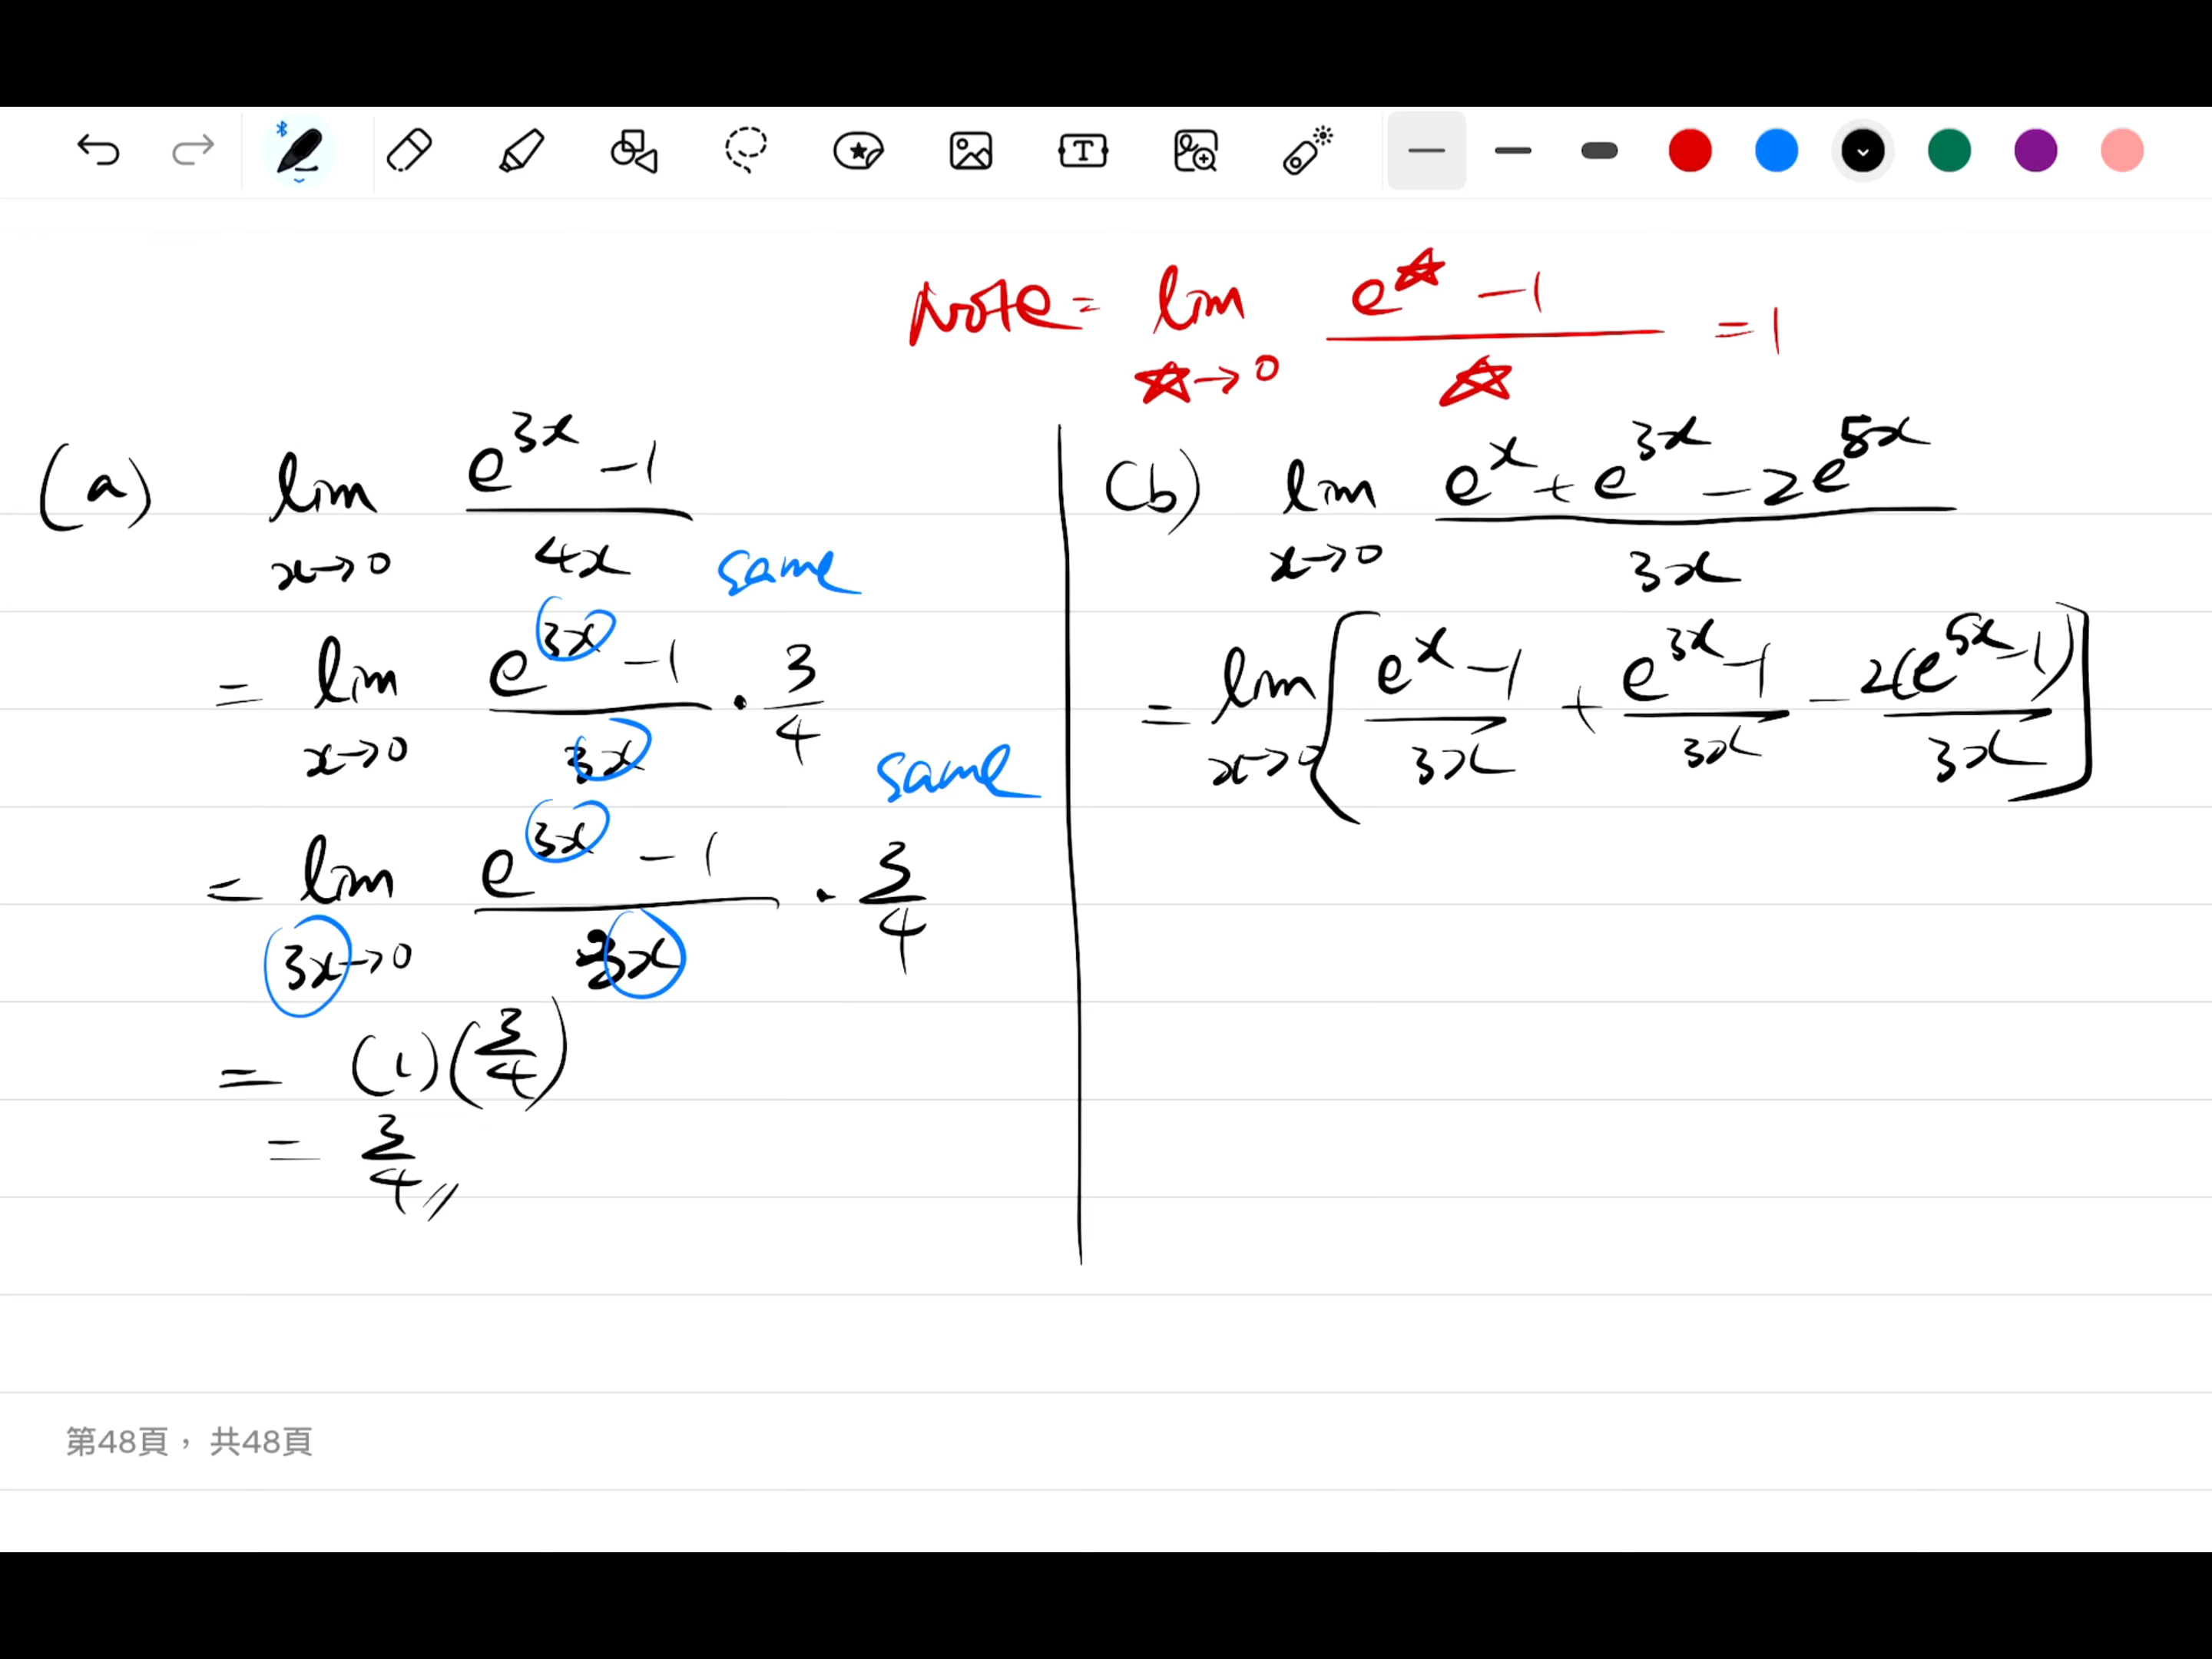 Note = lim_{☆→0} (e^☆ − 1)/☆ = 1
(a) lim_{x→0} (e^{3x} − 1)/(4x)
same
= lim_{x→0} (e^{3x} − 1)/(3x) · 3/4
same
= lim_{3x→0} (e^{3x} − 1)/(3x) · 3/4
= (1)(3/4)
= 3/4 //
(b) lim_{x→0} (e^x + e^{3x} − 2e^{5x})/(3x)
= lim_{x→0} [(e^x − 1)/(3x) + (e^{3x} − 1)/(3x) − 2(e^{5x} − 1)/(3x)]
第48頁，共48頁